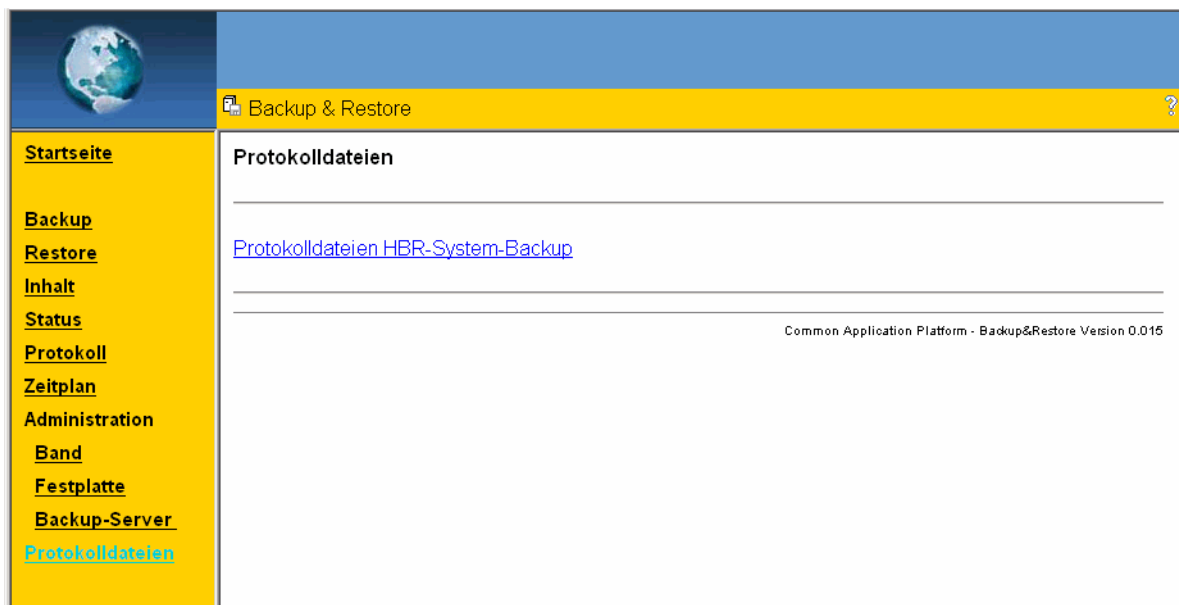 Backup & Restore
?
Startseite
Backup
Restore
Inhalt
Status
Protokoll
Zeitplan
Administration
Band
Festplatte
Backup-Server
Protokolldateien
Protokolldateien
Protokolldateien HBR-System-Backup
Common Application Platform - Backup&Restore Version 0.015